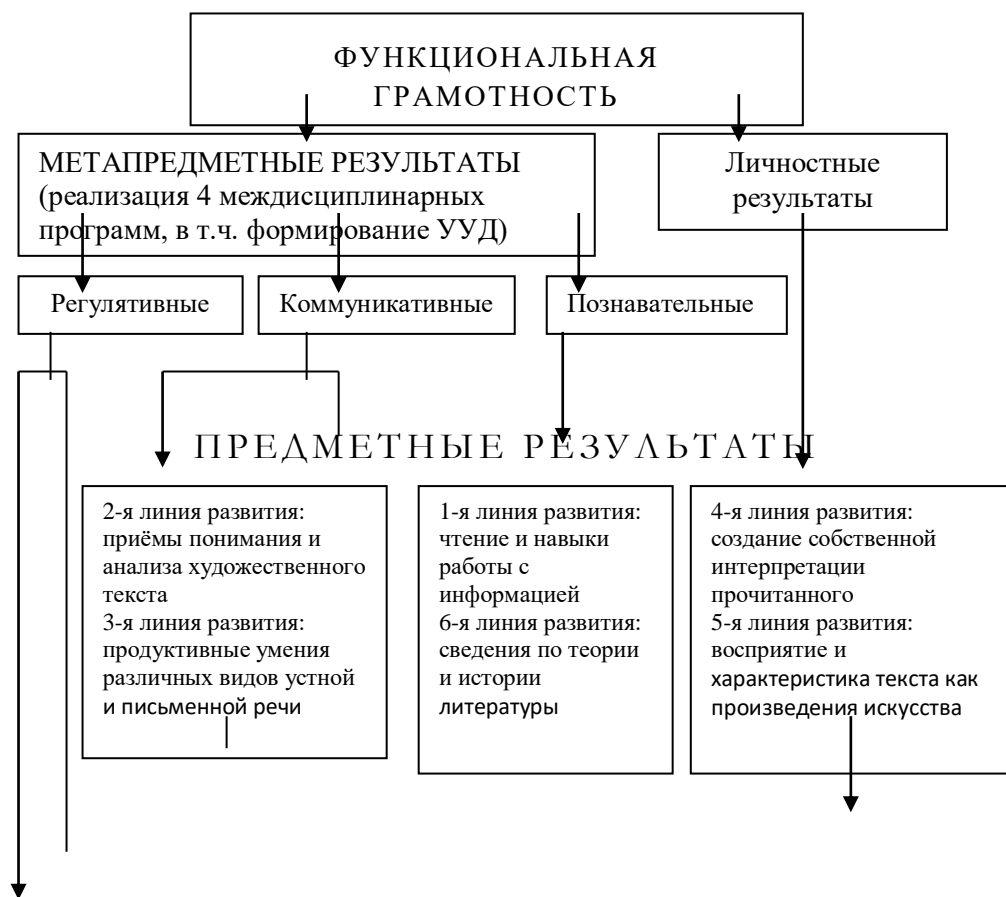 ФУНКЦИОНАЛЬНАЯ
ГРАМОТНОСТЬ
МЕТАПРЕДМЕТНЫЕ РЕЗУЛЬТАТЫ
(реализация 4 междисциплинарных
программ, в т.ч. формирование УУД)
Личностные
результаты
Регулятивные
Коммуникативные
Познавательные
ПРЕДМЕТНЫЕ РЕЗУЛЬТАТЫ
2-я линия развития:
приёмы понимания и
анализа художественного
текста
3-я линия развития:
продуктивные умения
различных видов устной
и письменной речи
1-я линия развития:
чтение и навыки
работы с
информацией
6-я линия развития:
сведения по теории
и истории
литературы
4-я линия развития:
создание собственной
интерпретации
прочитанного
5-я линия развития:
восприятие и
характеристика текста как
произведения искусства